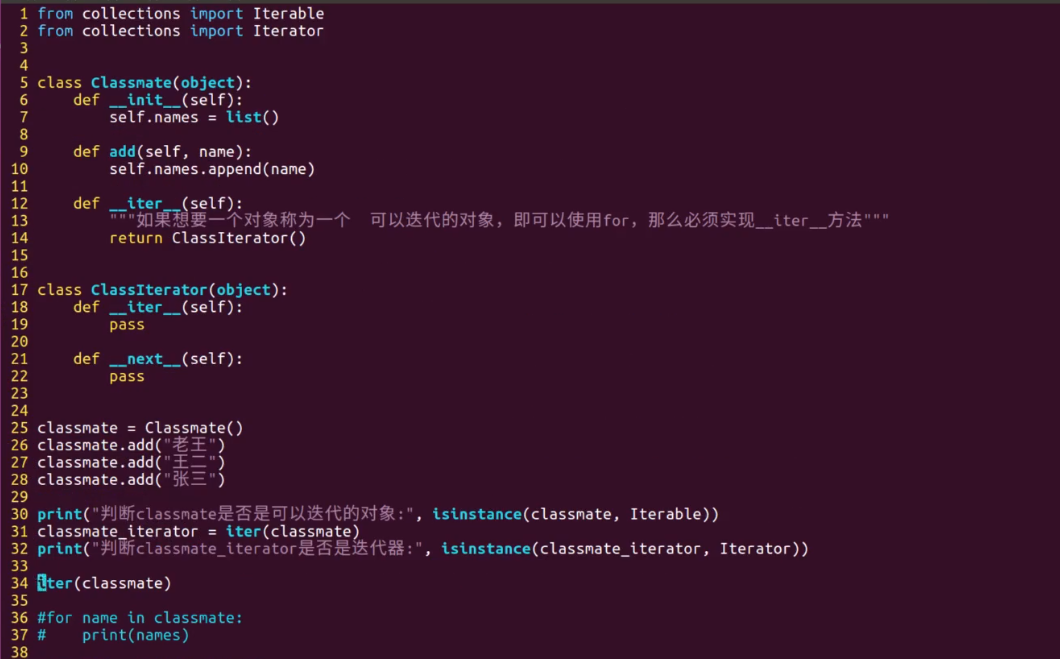 1 from collections import Iterable
2 from collections import Iterator
3
4
5 class Classmate(object):
6     def __init__(self):
7         self.names = list()
8
9     def add(self, name):
10         self.names.append(name)
11
12     def __iter__(self):
13         """如果想要一个对象称为一个  可以迭代的对象，即可以使用for，那么必须实现__iter__方法"""
14         return ClassIterator()
15
16
17 class ClassIterator(object):
18     def __iter__(self):
19         pass
20
21     def __next__(self):
22         pass
23
24
25 classmate = Classmate()
26 classmate.add("老王")
27 classmate.add("王二")
28 classmate.add("张三")
29
30 print("判断classmate是否是可以迭代的对象:", isinstance(classmate, Iterable))
31 classmate_iterator = iter(classmate)
32 print("判断classmate_iterator是否是迭代器:", isinstance(classmate_iterator, Iterator))
33
34 iter(classmate)
35
36 #for name in classmate:
37 #    print(names)
38